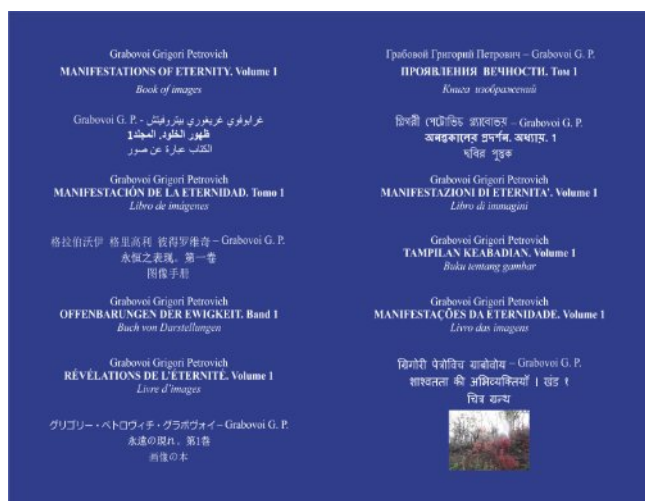 Grabovoi Grigori Petrovich
MANIFESTATIONS OF ETERNITY. Volume 1
Book of images
غرابوفوي غريغوري بيتروفيتش - Grabovoi G. P.
ظهور الخلود. المجلد1
الكتاب عبارة عن صور
Grabovoi Grigori Petrovich
MANIFESTACIÓN DE LA ETERNIDAD. Tomo 1
Libro de imágenes
格拉伯沃伊 格里高利 彼得罗维奇 – Grabovoi G. P.
永恒之表现。第一卷
图像手册
Grabovoi Grigori Petrovich
OFFENBARUNGEN DER EWIGKEIT. Band 1
Buch von Darstellungen
Grabovoi Grigori Petrovich
RÉVÉLATIONS DE L'ÉTERNITÉ. Volume 1
Livre d'images
グリゴリー・ペトロヴィチ・グラボヴォイ – Grabovoi G. P.
永遠の現れ。第1巻
画像の本
Грабовой Григорий Петрович – Grabovoi G. P.
ПРОЯВЛЕНИЯ ВЕЧНОСТИ. Том 1
Книга изображений
– Grabovoi G. P.
অনন্তকালের প্রদর্শন. অধ্যায়. 1
ছবির পুস্তক
Grabovoi Grigori Petrovich
MANIFESTAZIONI DI ETERNITA'. Volume 1
Libro di immagini
Grabovoi Grigori Petrovich
TAMPILAN KEABADIAN. Volume 1
Buku tentang gambar
Grabovoi Grigori Petrovich
MANIFESTAÇÕES DA ETERNIDADE. Volume 1
Livro das imagens
ग्रिगोरी पेत्रोविच ग्राबोवोय – Grabovoi G. P.
शाश्वतता की अभिव्यक्तियाँ | खंड १
चित्र ग्रन्थ